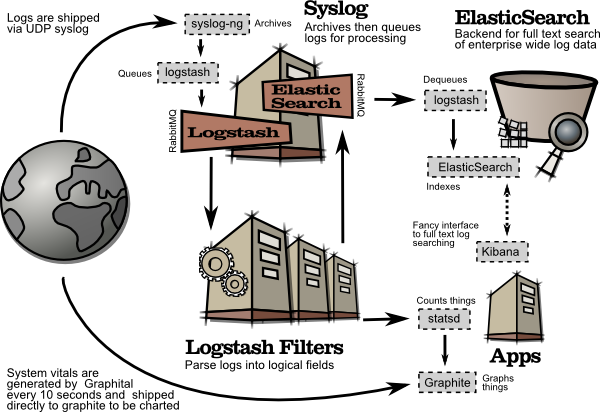 Logs are shipped
via UDP syslog
syslog-ng
Archives
Queues
logstash
Syslog
Archives then queues
logs for processing
RabbitMQ
Logstash
Elastic
Search
RabbitMQ
ElasticSearch
Backend for full text search
of enterprise wide log data
Dequeues
logstash
ElasticSearch
Indexes
Fancy interface
to full text log
searching
Kibana
Logstash Filters
Parse logs into logical fields
Counts things
statsd
Apps
Graphite
Graphs
things
System vitals are
generated by Graphital
every 10 seconds and shipped
directly to graphite to be charted